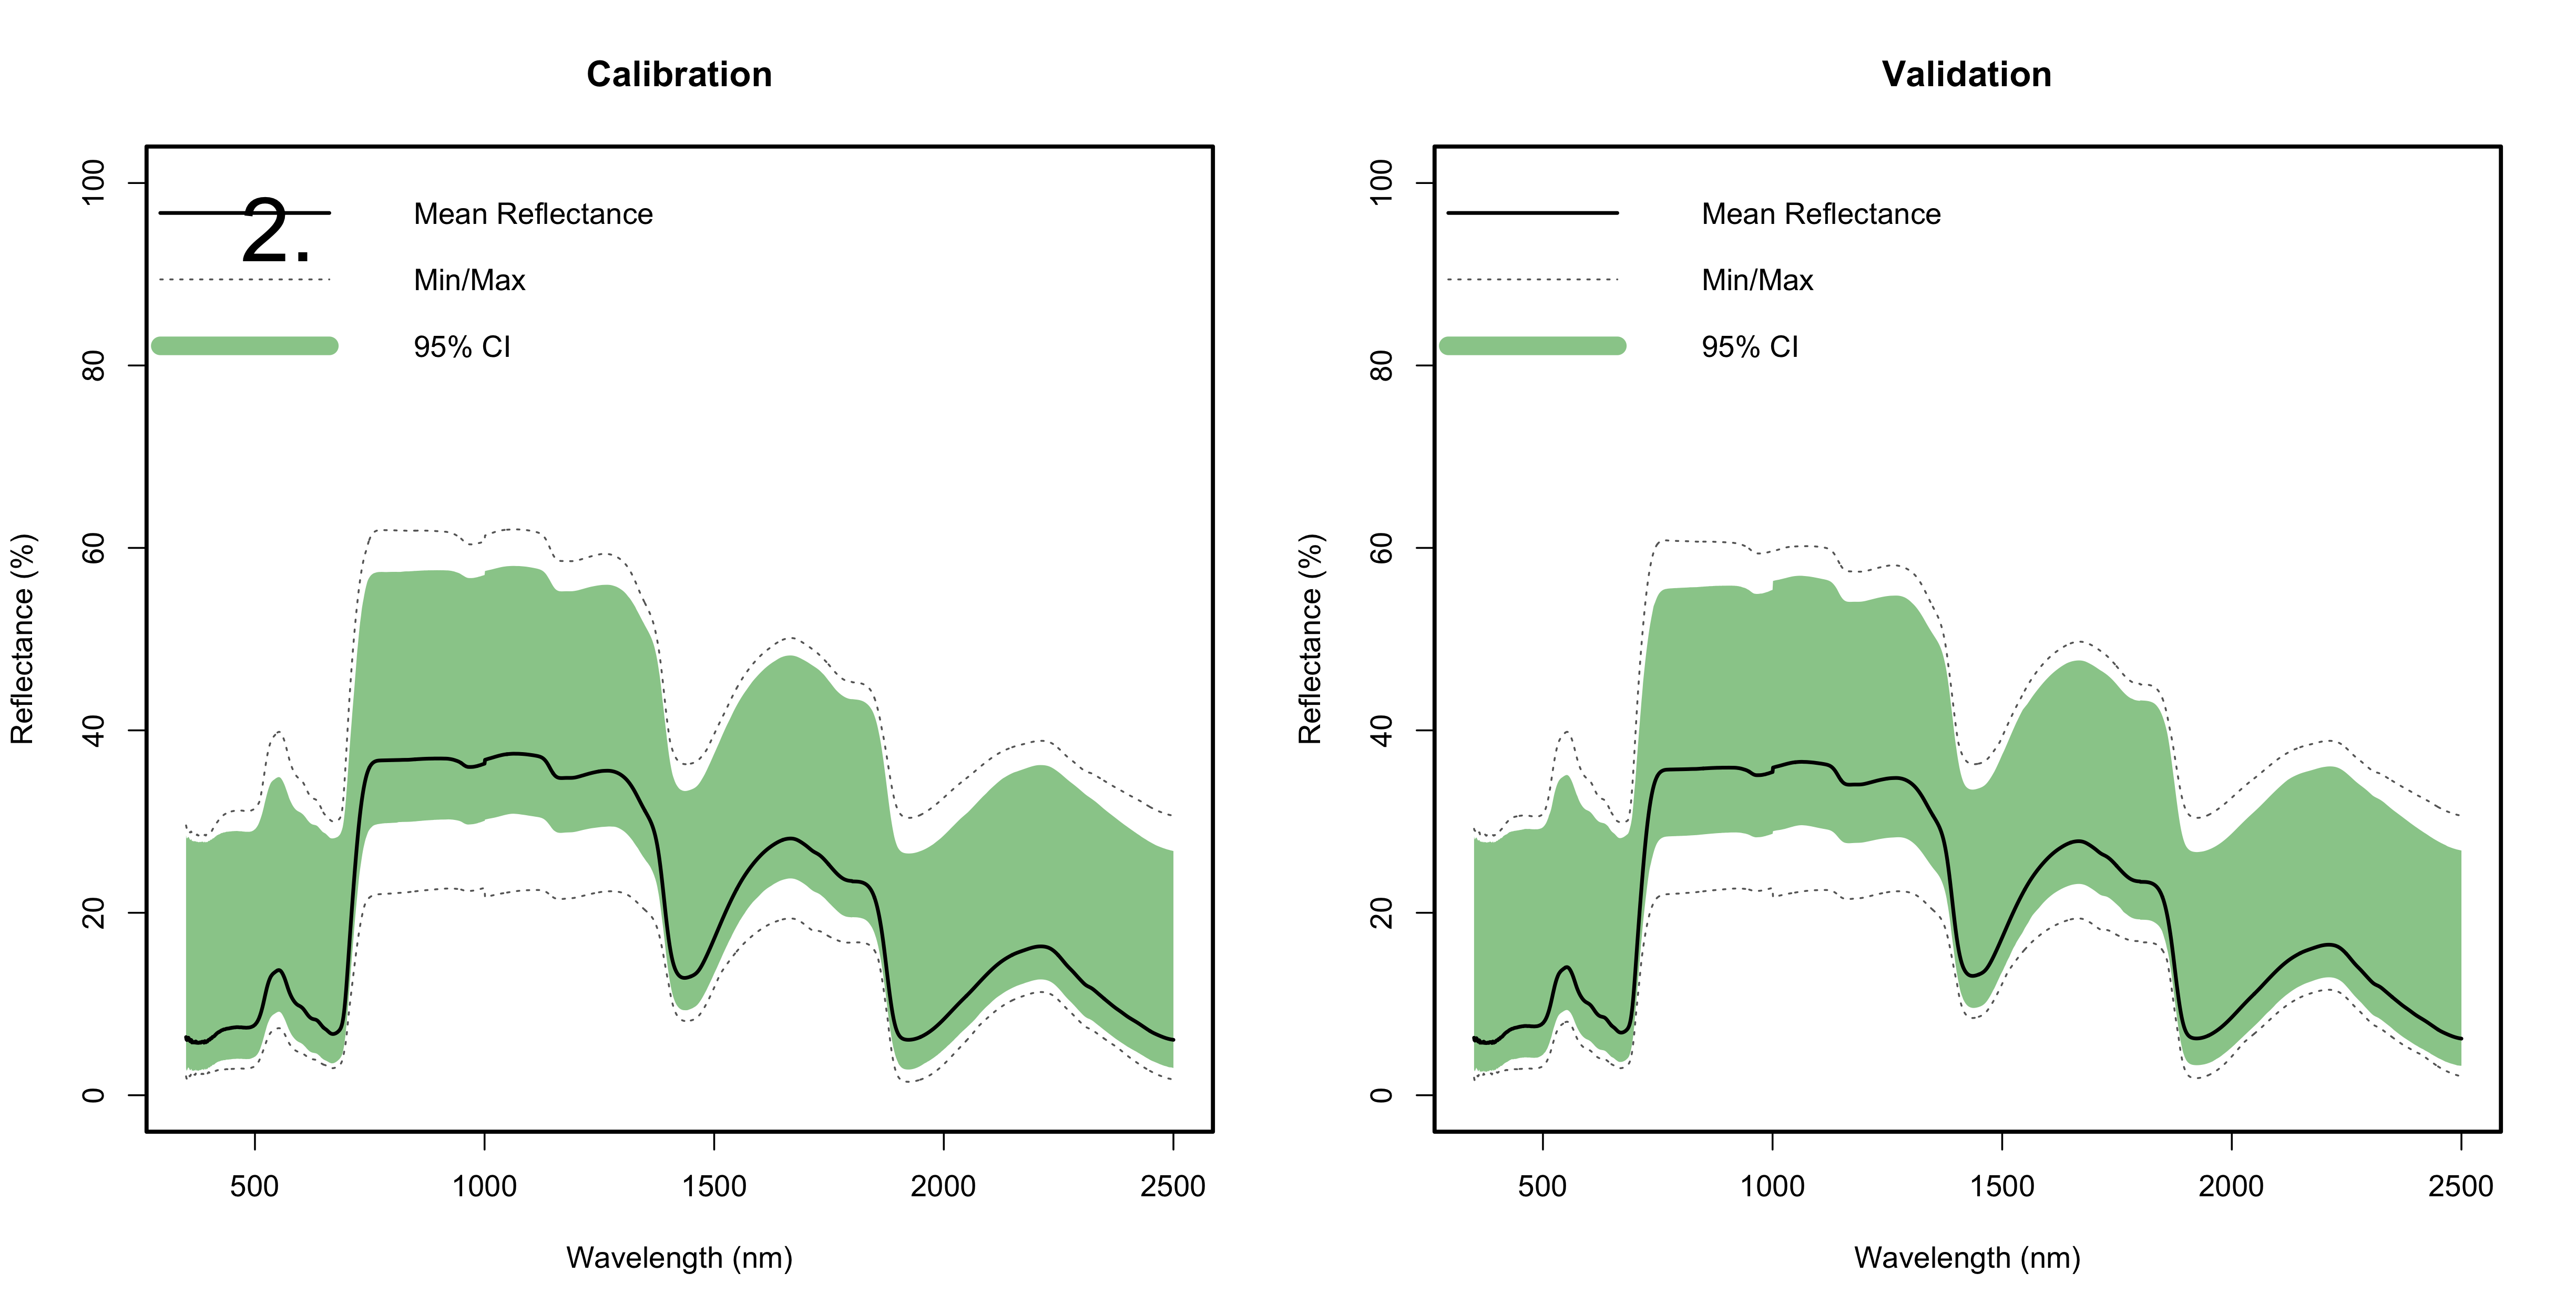 Calibration
2.
Mean Reflectance
Min/Max
95% CI
Reflectance (%)
0
20
40
60
80
100
500
1000
1500
2000
2500
Wavelength (nm)
Validation
Mean Reflectance
Min/Max
95% CI
Reflectance (%)
0
20
40
60
80
100
500
1000
1500
2000
2500
Wavelength (nm)